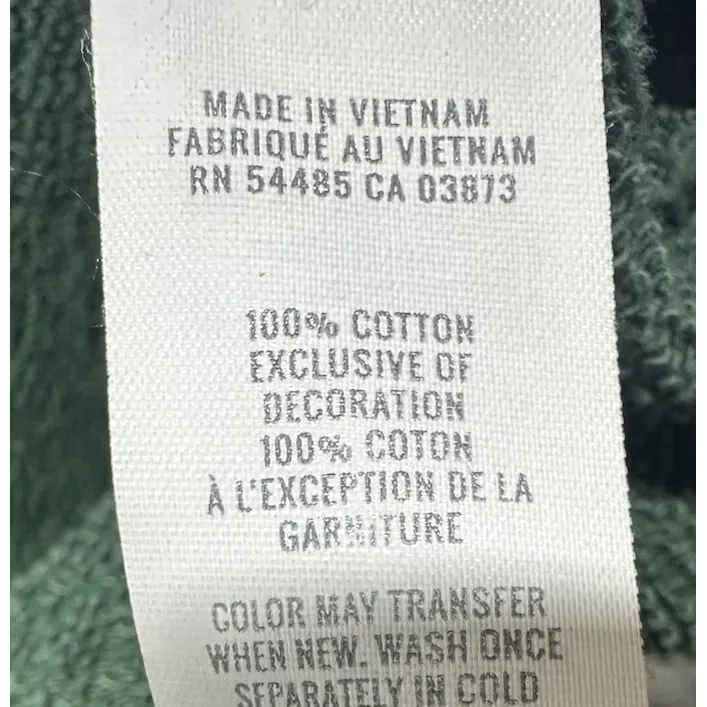 MADE IN VIETNAM
FABRIQUÉ AU VIETNAM
RN 54485 CA 03873
100% COTTON
EXCLUSIVE OF
DECORATION
100% COTON
À L'EXCEPTION DE LA
GARNITURE
COLOR MAY TRANSFER
WHEN NEW. WASH ONCE
SEPARATELY IN COLD